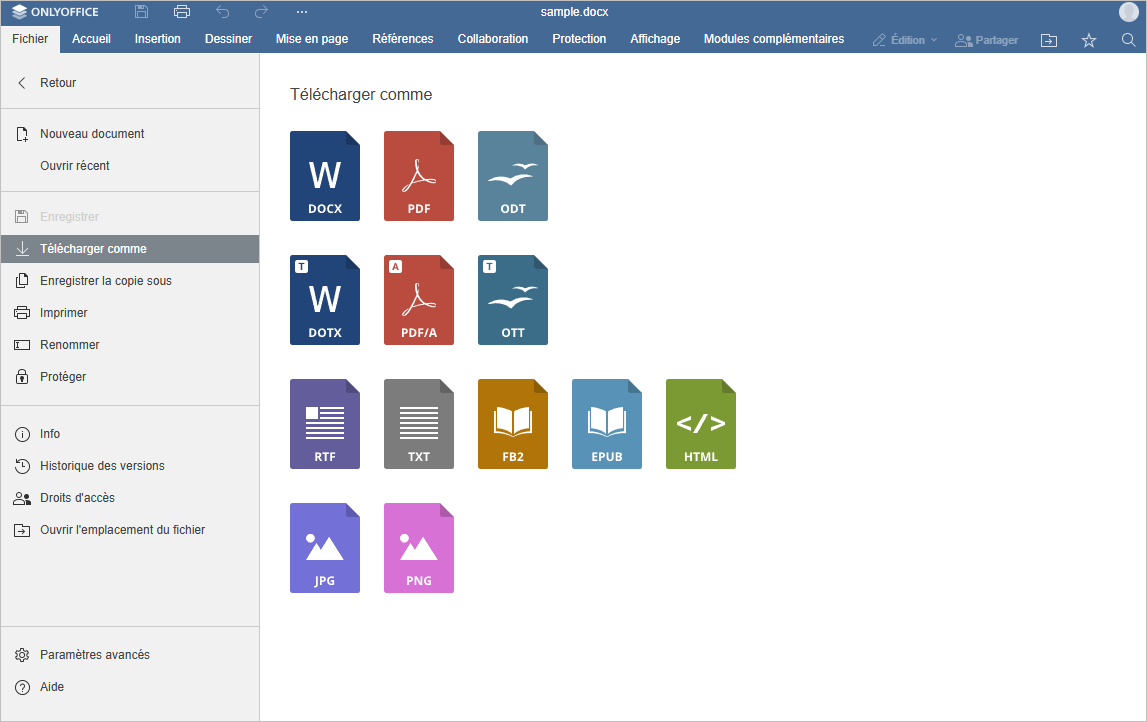 ONLYOFFICE
sample.docx
Fichier Accueil Insertion Dessiner Mise en page Références Collaboration Protection Affichage Modules complémentaires Édition Partager
Retour
Nouveau document
Ouvrir récent
Enregistrer
Télécharger comme
Enregistrer la copie sous
Imprimer
Renommer
Protéger
Info
Historique des versions
Droits d'accès
Ouvrir l'emplacement du fichier
Paramètres avancés
Aide
Télécharger comme
W
DOCX PDF ODT
T A T
W
DOTX PDF/A OTT
</>
RTF TXT FB2 EPUB HTML
JPG PNG